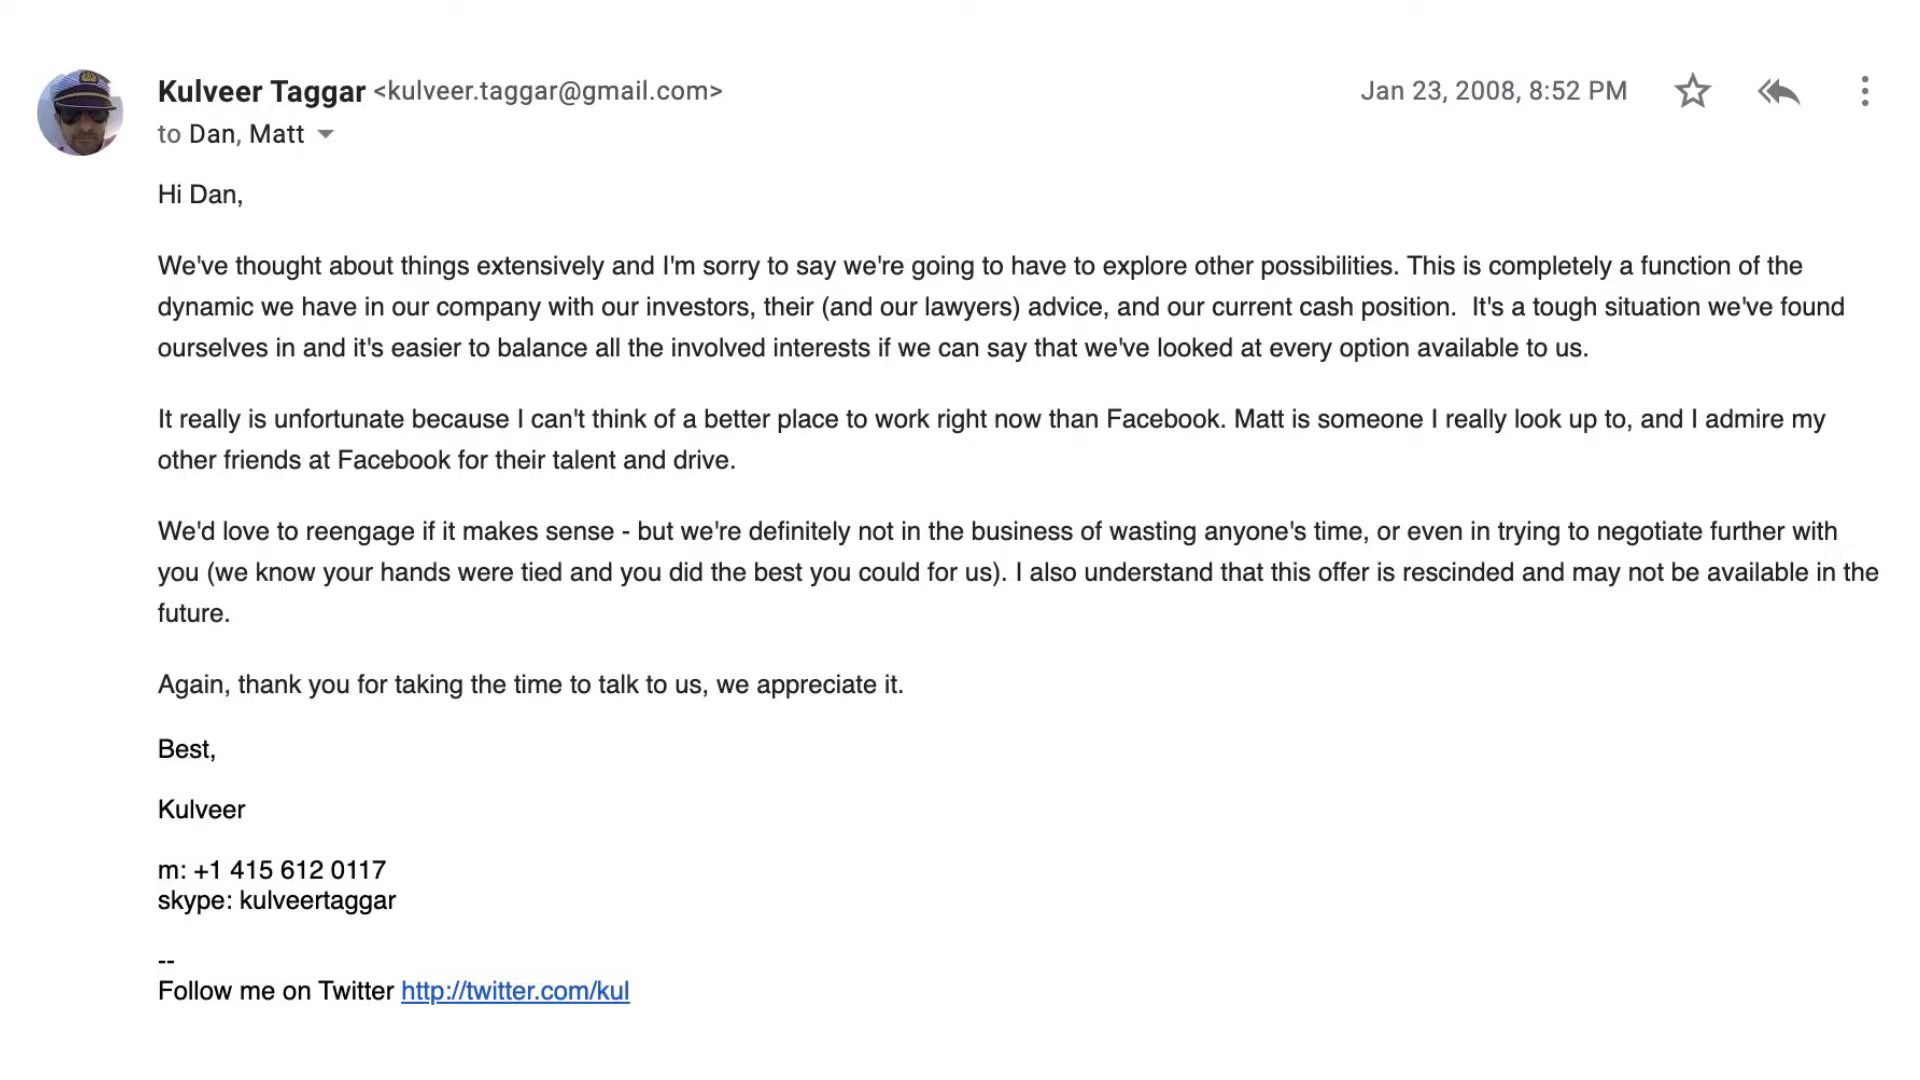 Kulveer Taggar <kulveer.taggar@gmail.com> Jan 23, 2008, 8:52 PM
to Dan, Matt
Hi Dan,
We've thought about things extensively and I'm sorry to say we're going to have to explore other possibilities. This is completely a function of the
dynamic we have in our company with our investors, their (and our lawyers) advice, and our current cash position.  It's a tough situation we've found
ourselves in and it's easier to balance all the involved interests if we can say that we've looked at every option available to us.
It really is unfortunate because I can't think of a better place to work right now than Facebook. Matt is someone I really look up to, and I admire my
other friends at Facebook for their talent and drive.
We'd love to reengage if it makes sense - but we're definitely not in the business of wasting anyone's time, or even in trying to negotiate further with
you (we know your hands were tied and you did the best you could for us). I also understand that this offer is rescinded and may not be available in the
future.
Again, thank you for taking the time to talk to us, we appreciate it.
Best,
Kulveer
m: +1 415 612 0117
skype: kulveertaggar
--
Follow me on Twitter http://twitter.com/kul